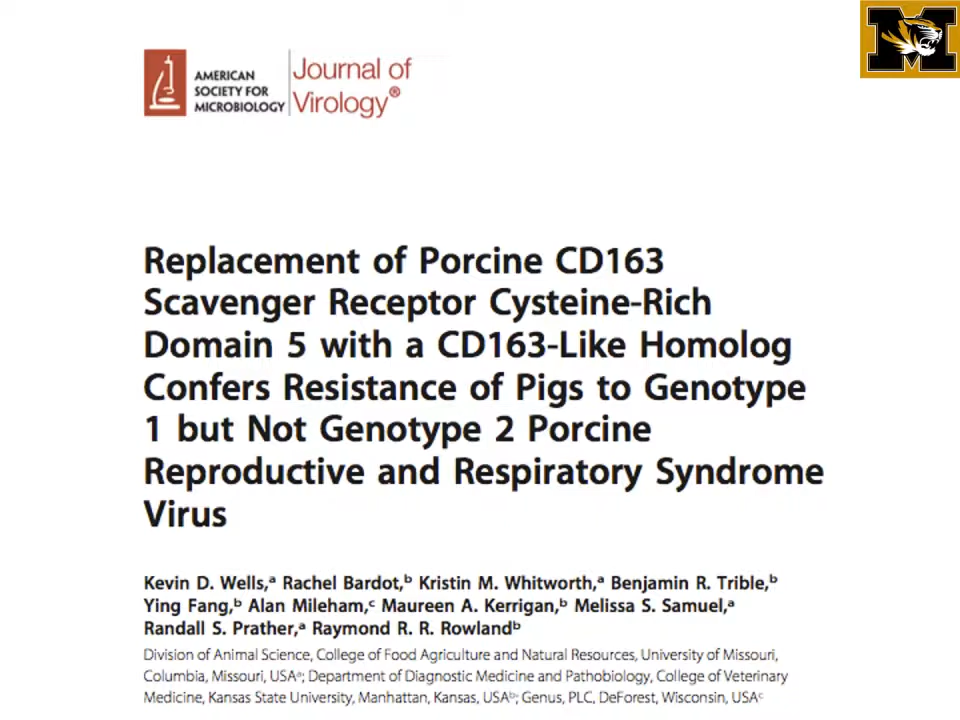 AMERICAN
SOCIETY FOR
MICROBIOLOGY
Journal of
Virology®
M
Replacement of Porcine CD163
Scavenger Receptor Cysteine-Rich
Domain 5 with a CD163-Like Homolog
Confers Resistance of Pigs to Genotype
1 but Not Genotype 2 Porcine
Reproductive and Respiratory Syndrome
Virus
Kevin D. Wells,ᵃ Rachel Bardot,ᵇ Kristin M. Whitworth,ᵃ Benjamin R. Trible,ᵇ
Ying Fang,ᵇ Alan Mileham,ᶜ Maureen A. Kerrigan,ᵇ Melissa S. Samuel,ᵃ
Randall S. Prather,ᵃ Raymond R. R. Rowlandᵇ
Division of Animal Science, College of Food Agriculture and Natural Resources, University of Missouri,
Columbia, Missouri, USAᵃ; Department of Diagnostic Medicine and Pathobiology, College of Veterinary
Medicine, Kansas State University, Manhattan, Kansas, USAᵇ; Genus, PLC, DeForest, Wisconsin, USAᶜ